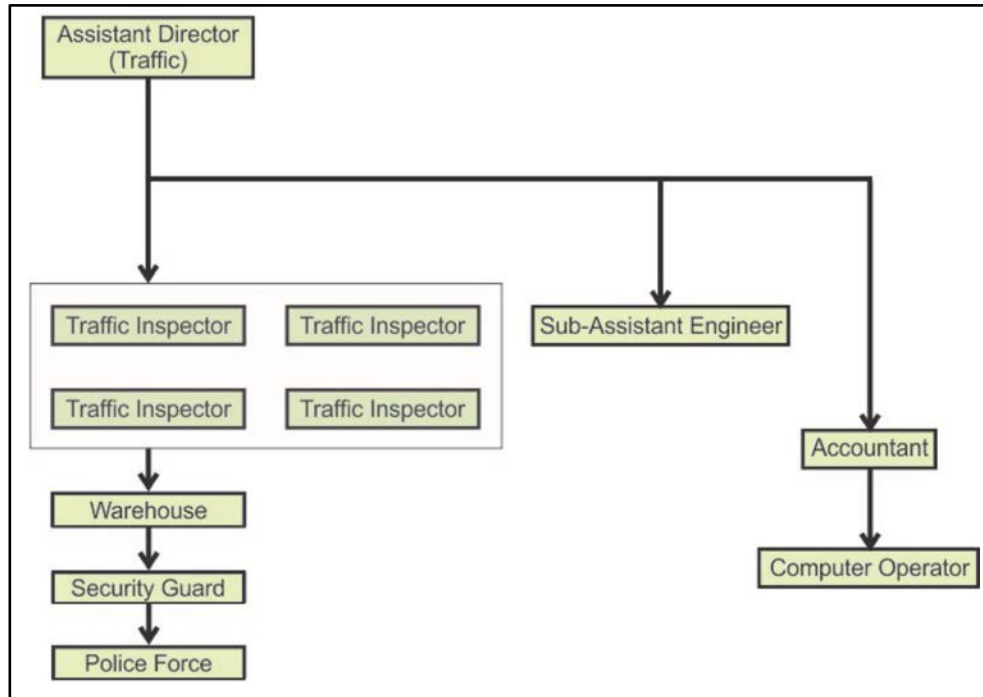 Assistant Director
(Traffic)
Traffic Inspector
Traffic Inspector
Sub-Assistant Engineer
Traffic Inspector
Traffic Inspector
Accountant
Warehouse
Computer Operator
Security Guard
Police Force